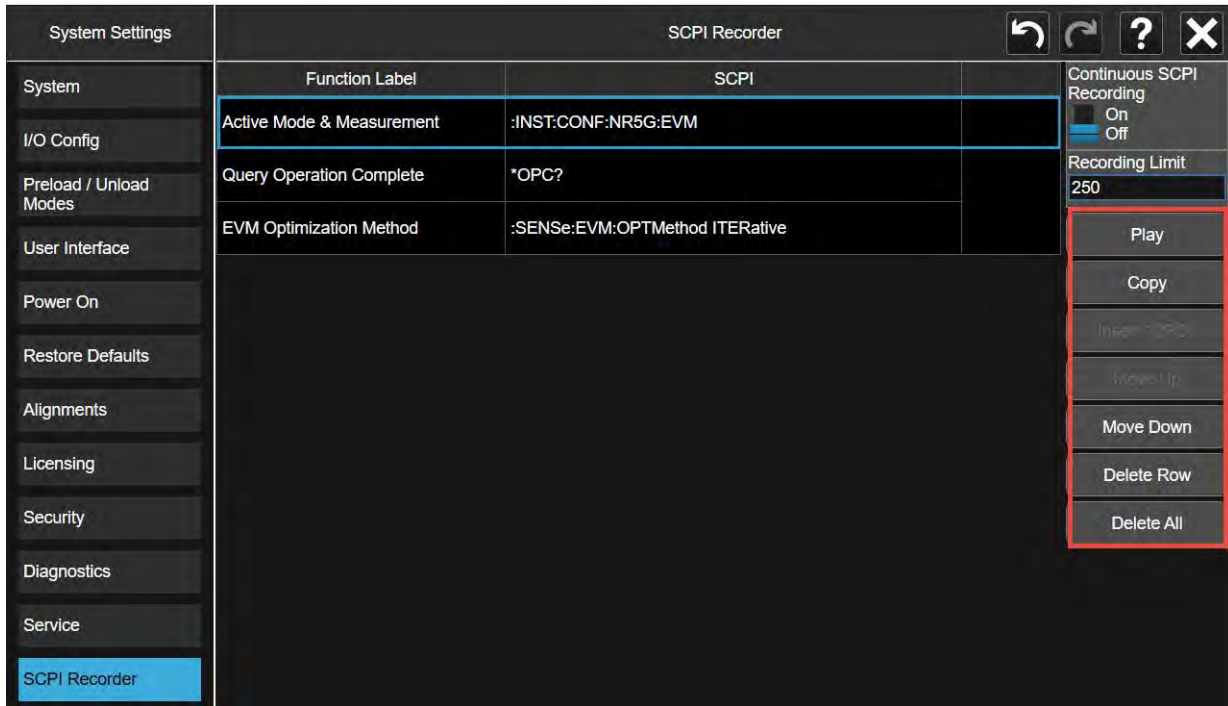 System Settings
SCPI Recorder
?
System
I/O Config
Preload / Unload
Modes
User Interface
Power On
Restore Defaults
Alignments
Licensing
Security
Diagnostics
Service
SCPI Recorder
Function Label
SCPI
Active Mode & Measurement
:INST:CONF:NR5G:EVM
Query Operation Complete
*OPC?
EVM Optimization Method
:SENSe:EVM:OPTMethod ITERative
Continuous SCPI
Recording
On
Off
Recording Limit
250
Play
Copy
Move Up
Move Down
Delete Row
Delete All